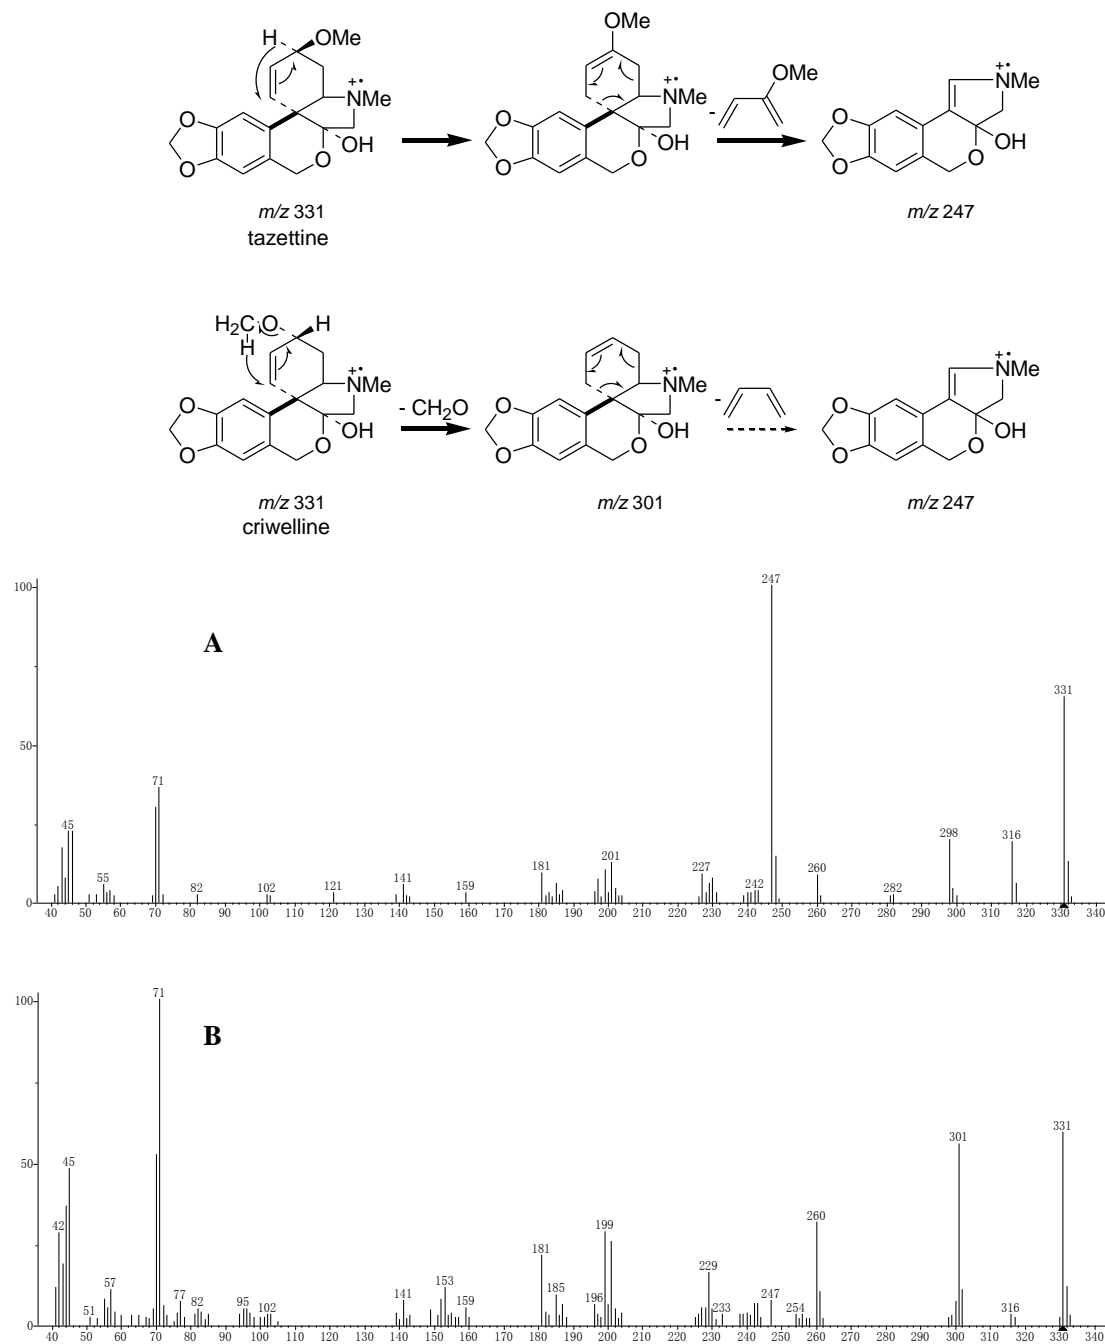 H OMe
OMe
OMe
O O N+• Me OH O
O O N+• Me OH O
-
O O N+• Me OH O
m/z 331
tazettine
m/z 247
H2C O H
H
O O N+• Me OH O
- CH2O
O O N+• Me OH O
-
O O N+• Me OH O
m/z 331
criwelline
m/z 301
m/z 247
A
100
50
0
45 55 71 82 102 121 141 159 181 201 227 242 247 260 282 298 316 331
40 50 60 70 80 90 100 110 120 130 140 150 160 170 180 190 200 210 220 230 240 250 260 270 280 290 300 310 320 330 340
B
100
50
0
42 45 51 57 71 77 82 95 102 141 153 159 181 185 196 199 229 233 247 254 260 301 316 331
40 50 60 70 80 90 100 110 120 130 140 150 160 170 180 190 200 210 220 230 240 250 260 270 280 290 300 310 320 330 340